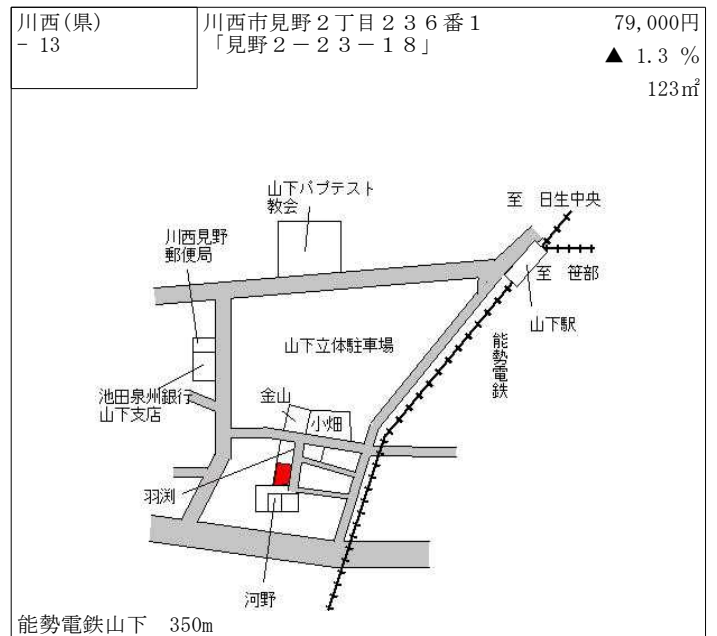 川西(県)
- 13
川西市見野２丁目２３６番１
「見野２－２３－１８」
79,000円
▲ 1.3 %
123㎡
山下バプテスト
教会
至 日生中央
川西見野
郵便局
至 笹部
山下駅
能勢電鉄
山下立体駐車場
池田泉州銀行
山下支店
金山
小畑
羽渕
河野
能勢電鉄山下 350m